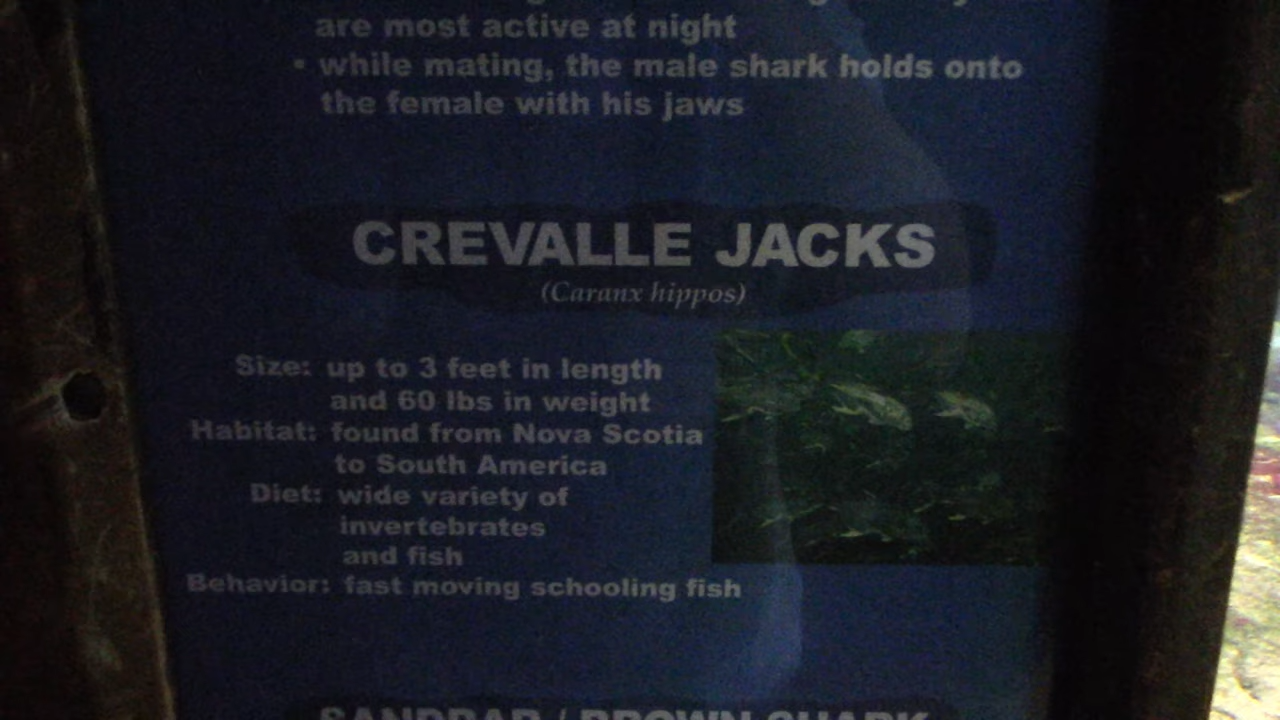 are most active at night
• while mating, the male shark holds onto
the female with his jaws
CREVALLE JACKS
(Caranx hippos)
Size: up to 3 feet in length
and 60 lbs in weight
Habitat: found from Nova Scotia
to South America
Diet: wide variety of
invertebrates
and fish
Behavior: fast moving schooling fish
SANDBAR / BROWN SHARK